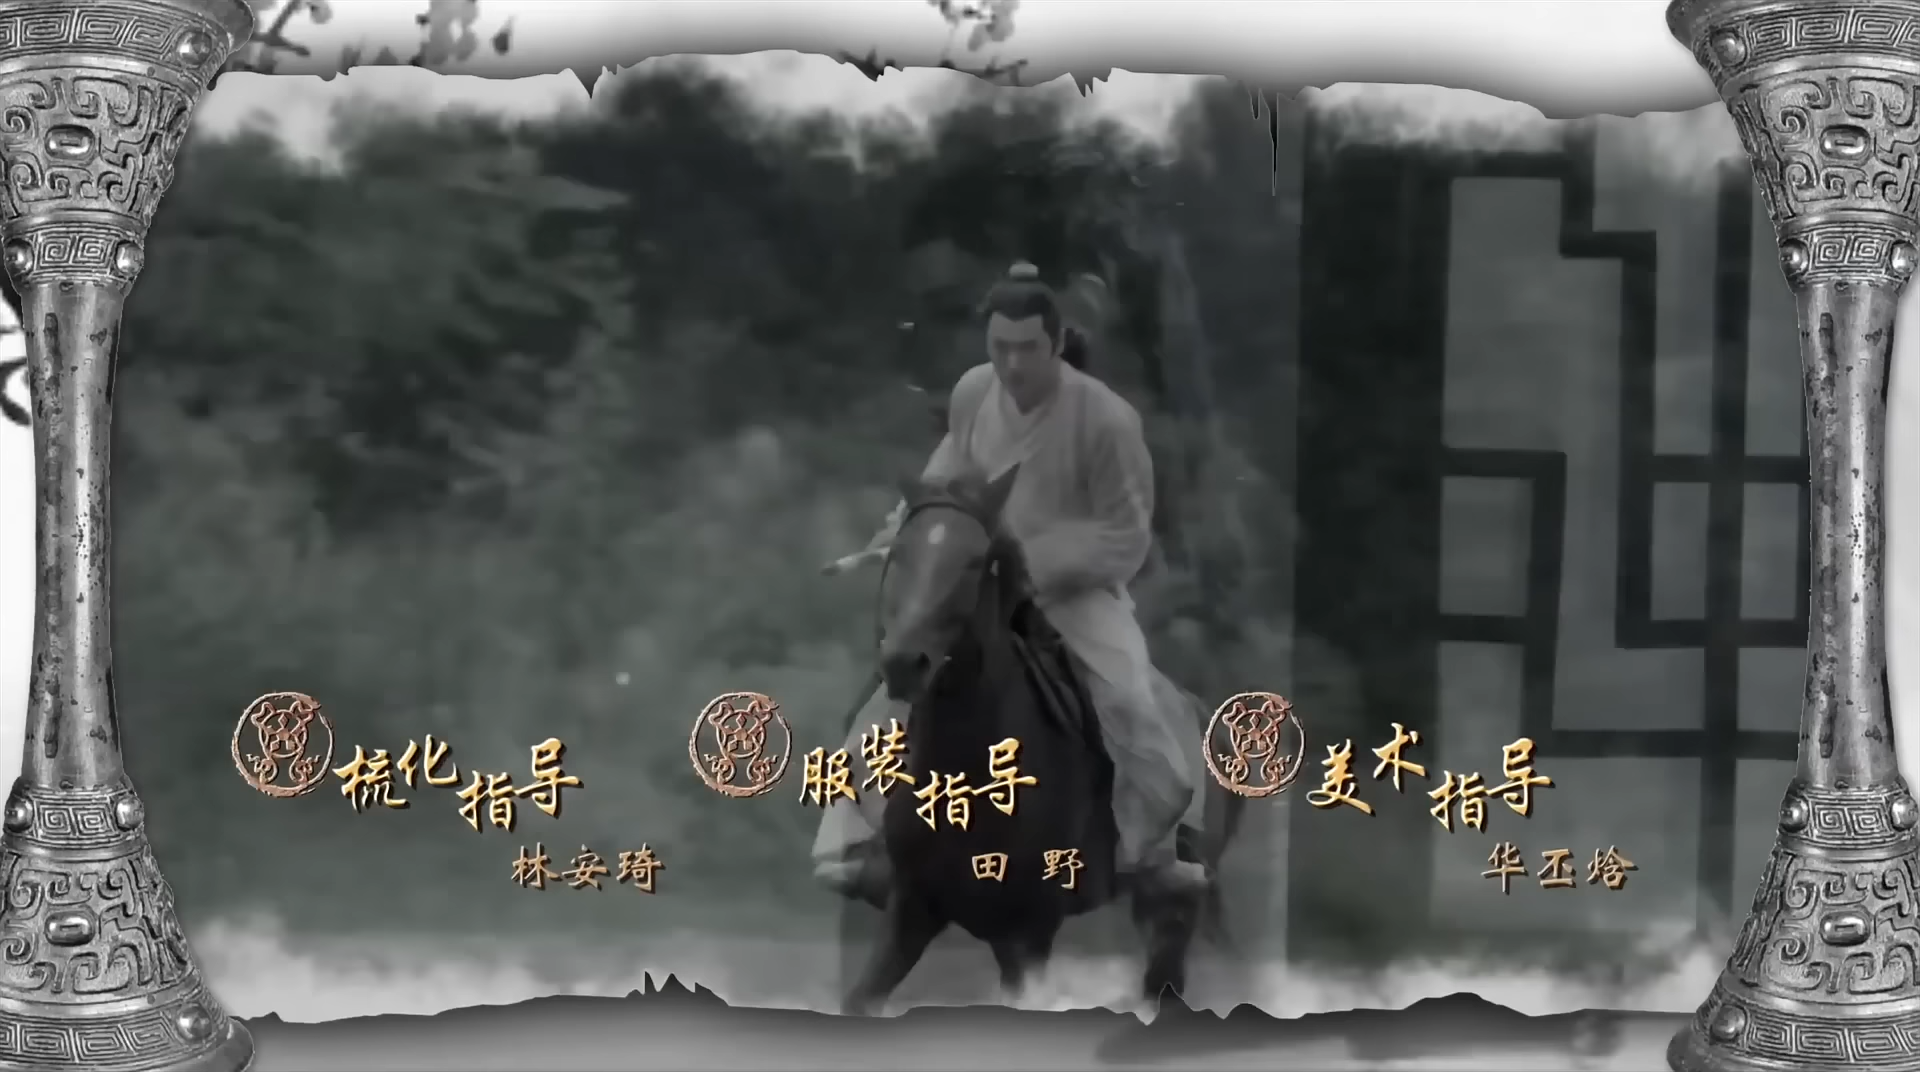 梳化指导
林安琦
服装指导
田野
美术指导
华丕焓